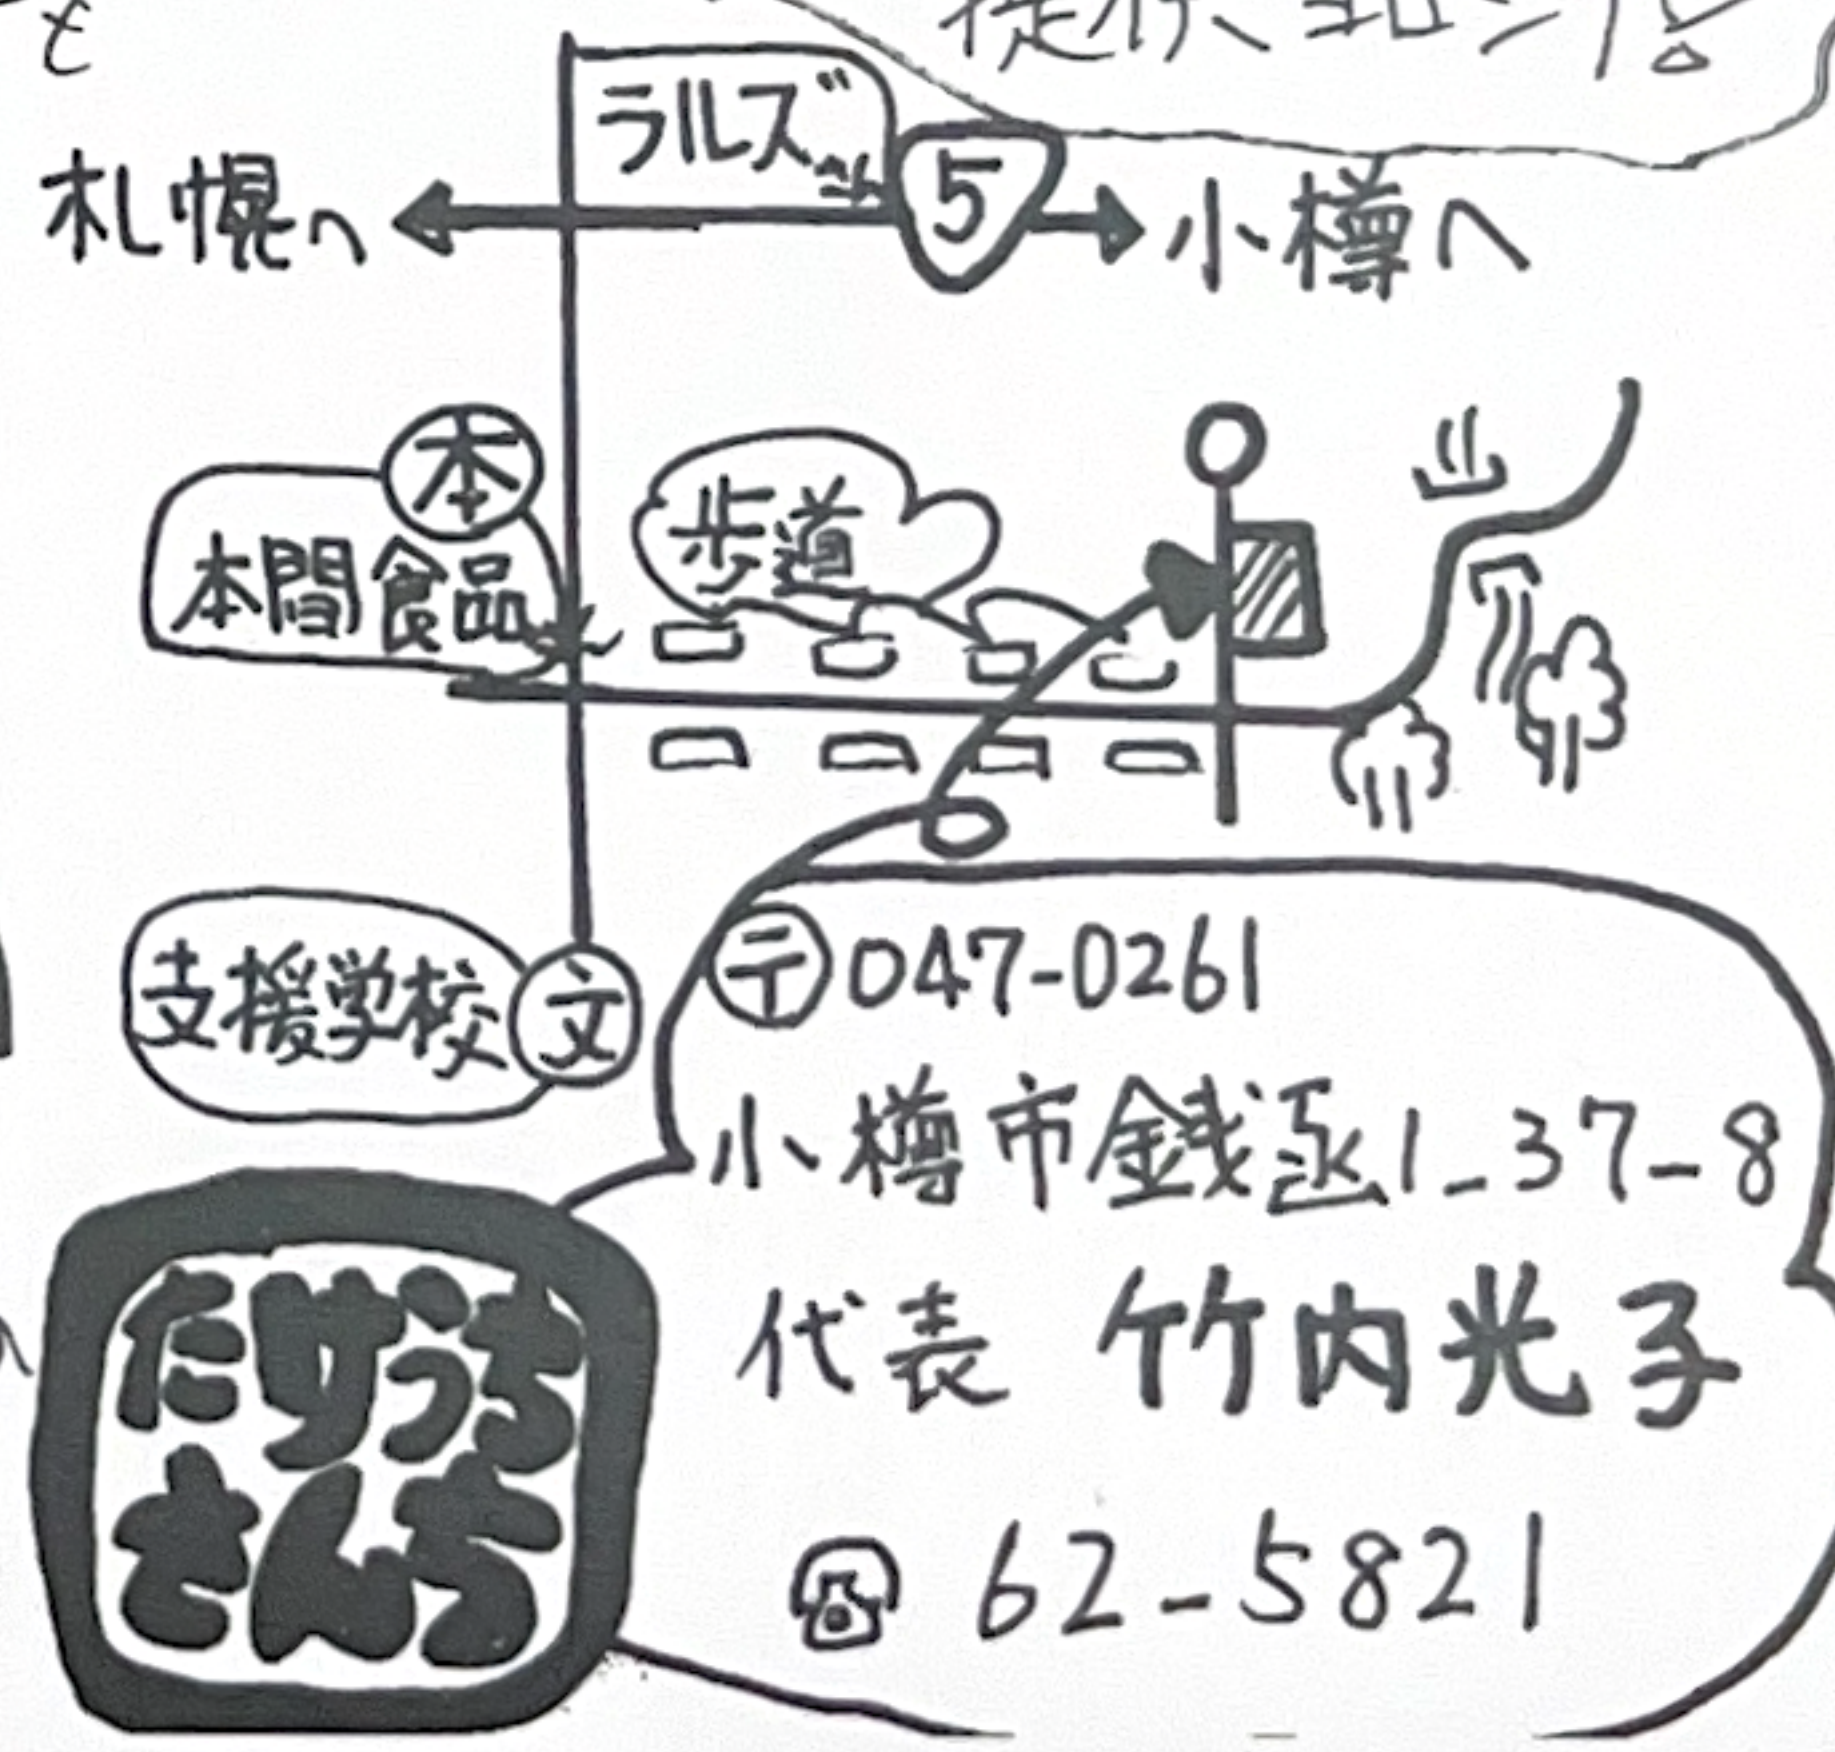 を
ラルズ
札幌へ
5
小樽へ
本
本間食品
歩道
支援学校
文
〒047-0261
小樽市銭函1-37-8
代表 竹内光子
☎ 62-5821
たけうち
さんち